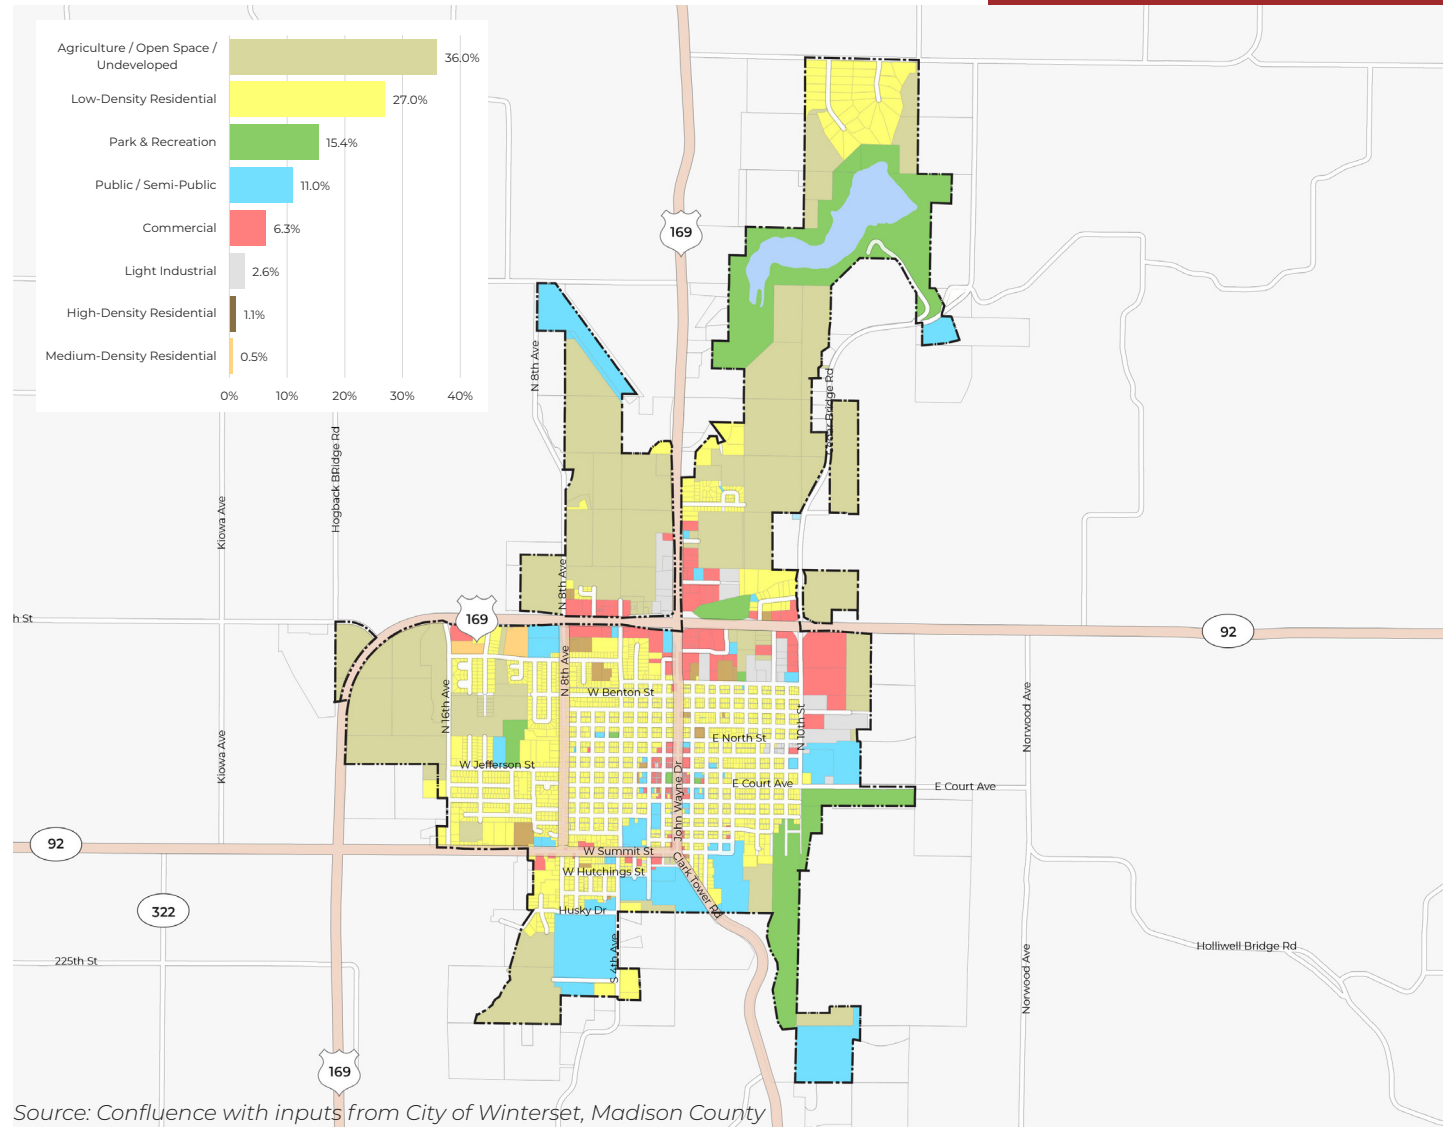 Agriculture / Open Space /
Undeveloped
36.0%
Low-Density Residential
27.0%
Park & Recreation
15.4%
Public / Semi-Public
11.0%
Commercial
6.3%
Light Industrial
2.6%
High-Density Residential
1.1%
Medium-Density Residential
0.5%
0%
10%
20%
30%
40%
169
N 8th Ave
Bridge Rd
Hogback BRidge Rd
Kiowa Ave
N 8th Ave
h St
169
92
N 8th Ave
W Benton St
N 16th Ave
N 10th St
Norwood Ave
E North St
Kiowa Ave
W Jefferson St
John Wayne Dr
E Court Ave
E Court Ave
92
W Summit St
W Hutchings St
Clark Tower Rd
322
Husky Dr
S 4th Ave
225th St
Holliwell Bridge Rd
Norwood Ave
169
Source: Confluence with inputs from City of Winterset, Madison County